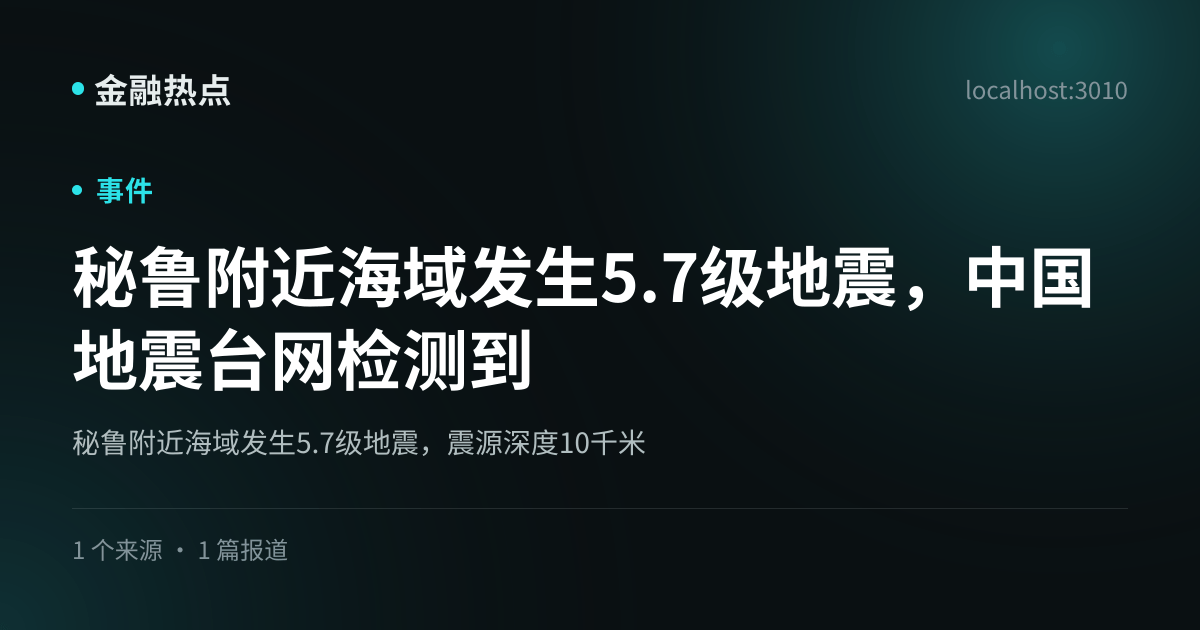 金融热点
localhost:3010
事件
秘鲁附近海域发生5.7级地震，中国
地震台网检测到
秘鲁附近海域发生5.7级地震，震源深度10千米
1 个来源 · 1 篇报道